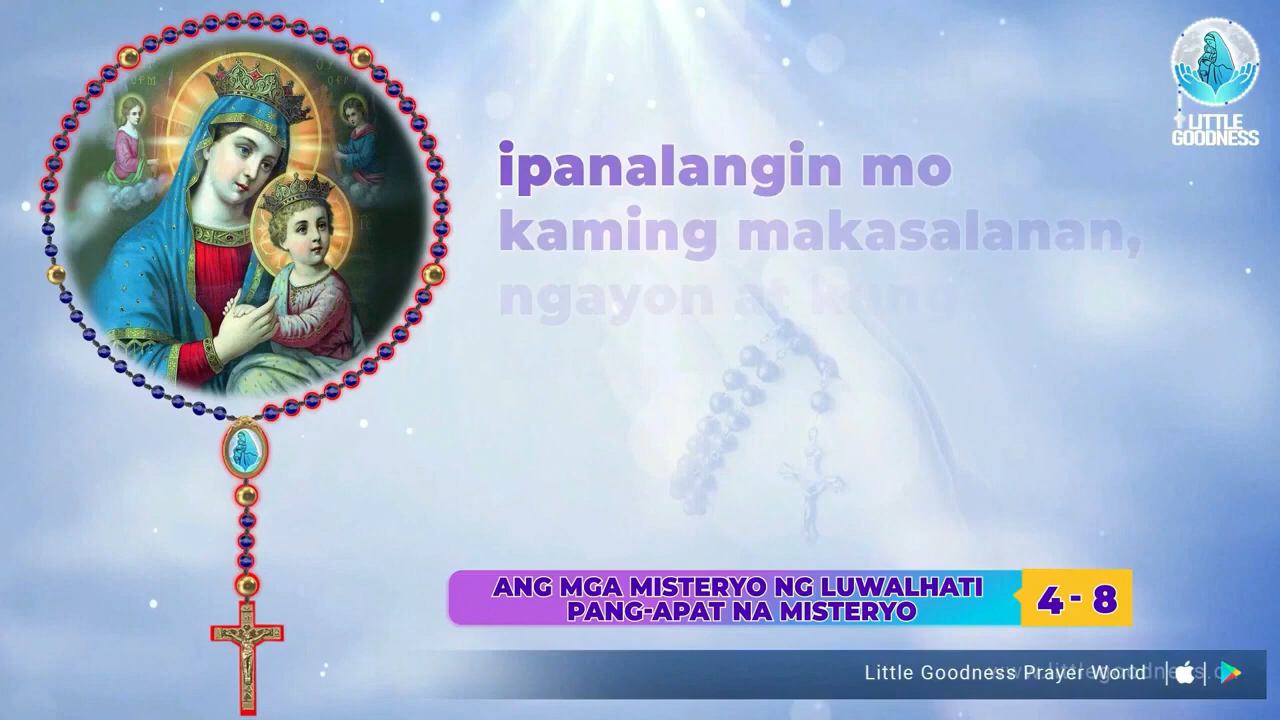 LITTLE
GOODNESS
ipanalangin mo
kaming makasalanan,
ngayon at kung
ANG MGA MISTERYO NG LUWALHATI
PANG-APAT NA MISTERYO
4 - 8
Little Goodness Prayer World